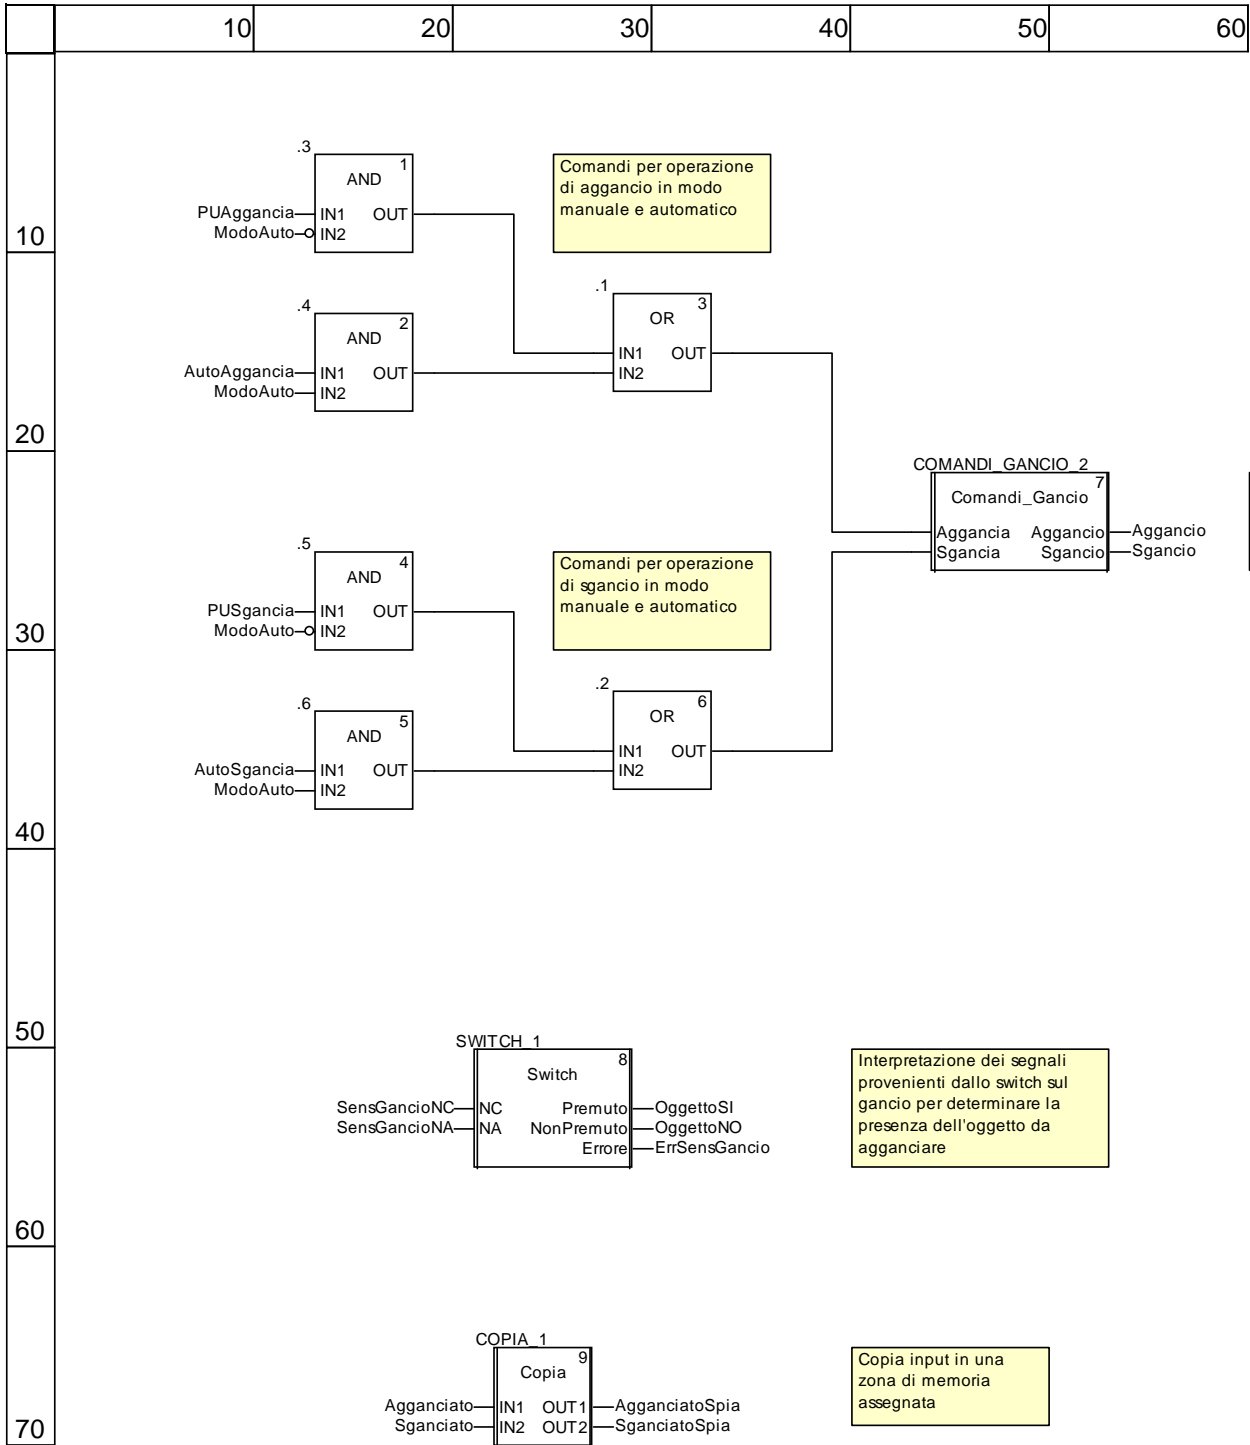 10 20 30 40 50 60
.3
1
AND
PUAggancia IN1 OUT
ModoAuto IN2
Comandi per operazione
di aggancio in modo
manuale e automatico
10
.1
3
OR
IN1 OUT
IN2
.4
2
AND
AutoAggancia IN1 OUT
ModoAuto IN2
20
COMANDI_GANCIO_2
7
Comandi_Gancio
Aggancia Aggancio Aggancio
Sgancia Sgancio Sgancio
.5
4
AND
PUSgancia IN1 OUT
ModoAuto IN2
Comandi per operazione
di sgancio in modo
manuale e automatico
30
.2
6
OR
IN1 OUT
IN2
.6
5
AND
AutoSgancia IN1 OUT
ModoAuto IN2
40
50
SWITCH_1
8
Switch
SensGancioNC NC Premuto OggettoSI
SensGancioNA NA NonPremuto OggettoNO
Errore ErrSensGancio
Interpretazione dei segnali
provenienti dallo switch sul
gancio per determinare la
presenza dell'oggetto da
agganciare
60
COPIA_1
9
Copia
Agganciato IN1 OUT1 AgganciatoSpia
Sganciato IN2 OUT2 SganciatoSpia
Copia input in una
zona di memoria
assegnata
70